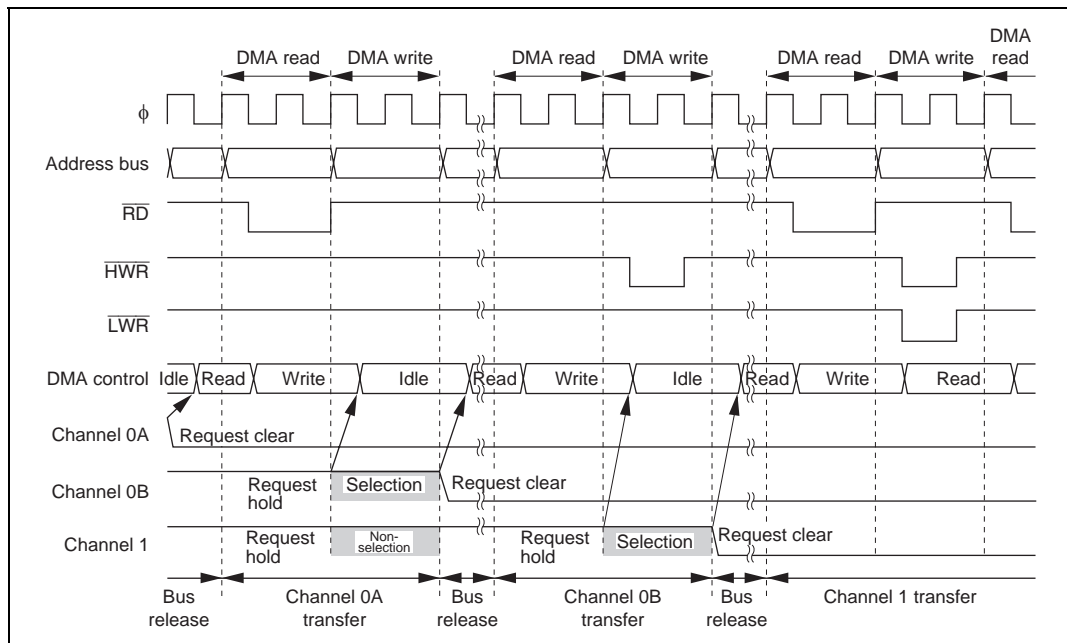 DMA
DMA read DMA write DMA read DMA write DMA read DMA write read
ϕ
Address bus
RD
HWR
LWR
DMA control Idle Read Write Idle Read Write Idle Read Write Read
Channel 0A Request clear
Channel 0B Request hold Selection Request clear
Channel 1 Request hold Non-selection Request hold Selection Request clear
Bus release Channel 0A transfer Bus release Channel 0B transfer Bus release Channel 1 transfer